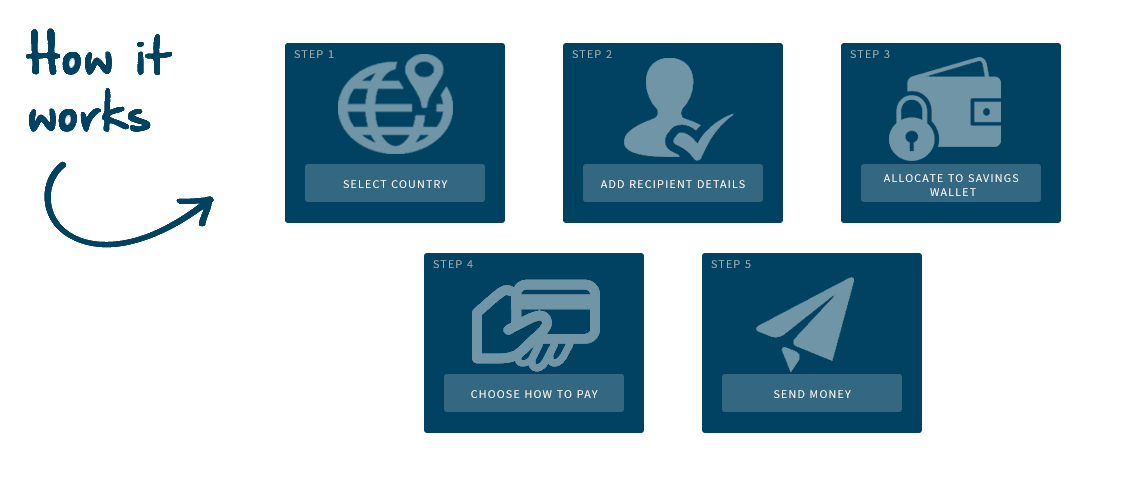 How it
works
STEP 1
SELECT COUNTRY
STEP 2
ADD RECIPIENT DETAILS
STEP 3
ALLOCATE TO SAVINGS
WALLET
STEP 4
CHOOSE HOW TO PAY
STEP 5
SEND MONEY